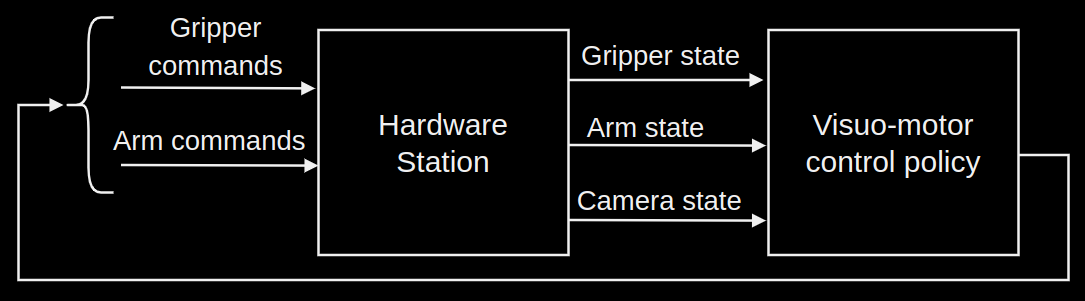 Gripper
commands
Arm commands
Hardware
Station
Gripper state
Arm state
Camera state
Visuo-motor
control policy